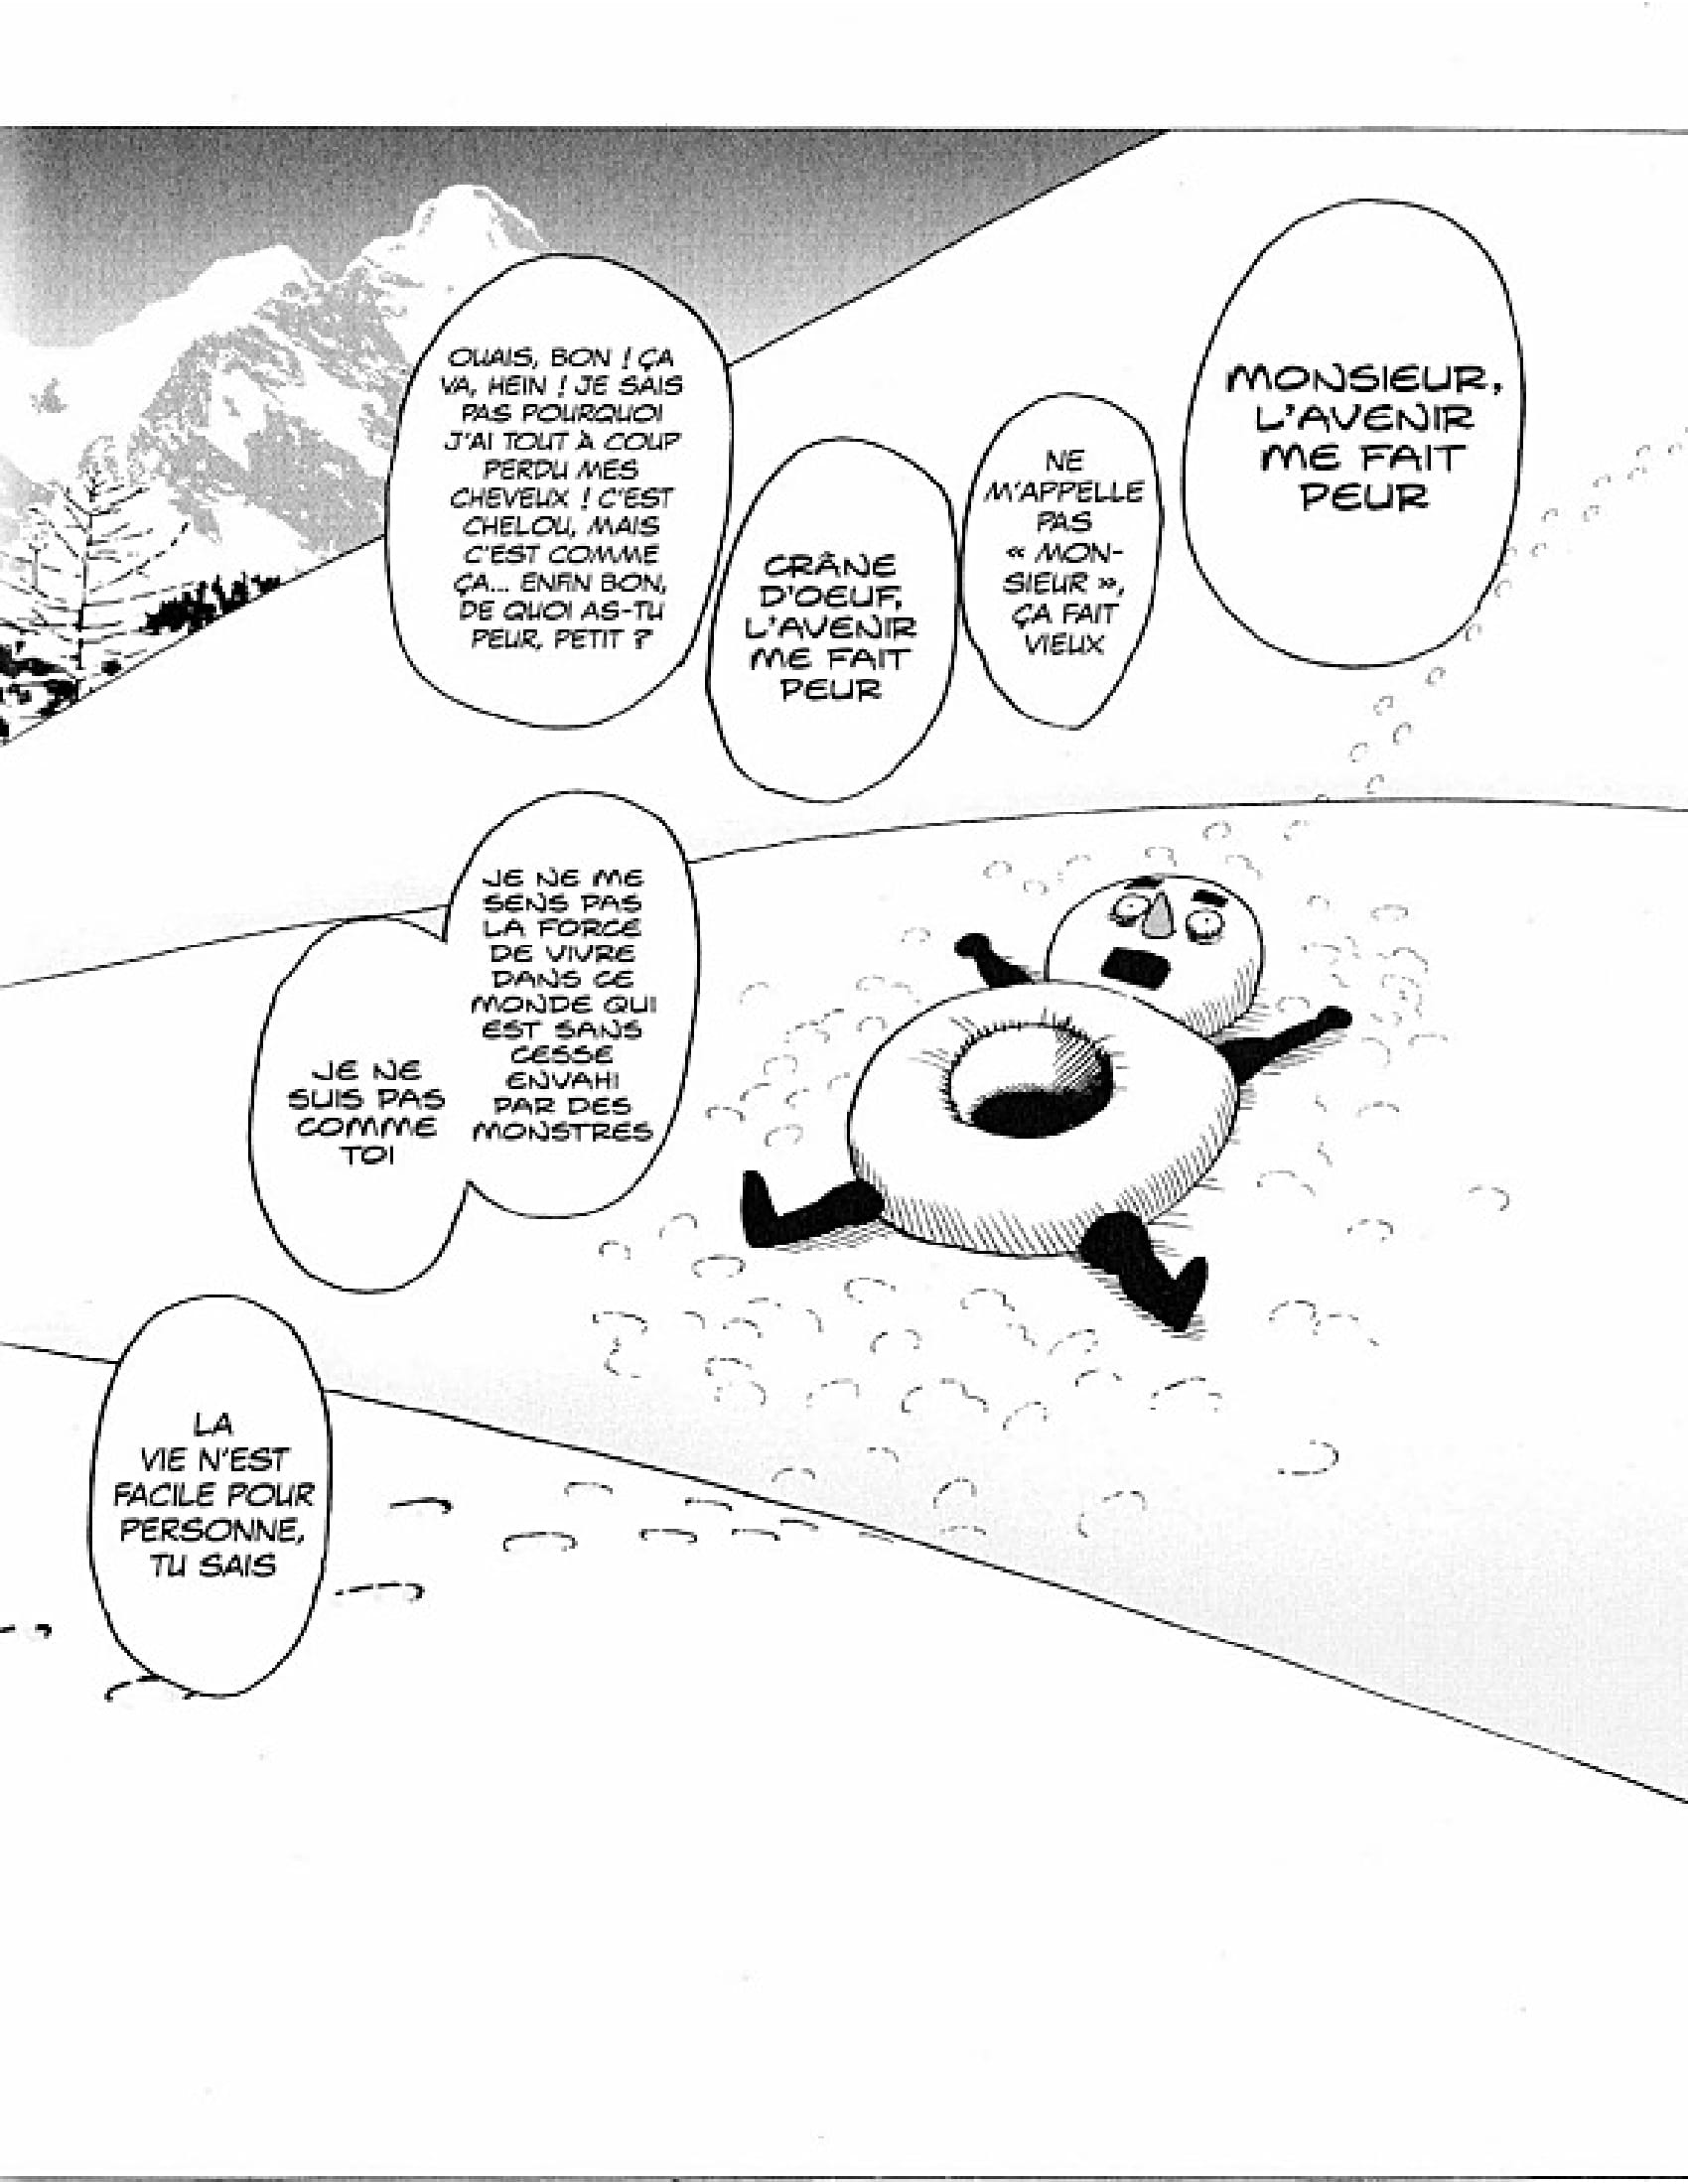 MONSIEUR,
L'AVENIR
ME FAIT
PEUR
NE
M'APPELLE
PAS
« MON-
SIEUR »,
ÇA FAIT
VIEUX
CRÂNE
D'OEUF,
L'AVENIR
ME FAIT
PEUR
OUAIS, BON ! ÇA
VA, HEIN ! JE SAIS
PAS POURQUOI
J'AI TOUT À COUP
PERDU MES
CHEVEUX ! C'EST
CHELOU, MAIS
C'EST COMME
ÇA... ENFIN BON,
DE QUOI AS-TU
PEUR, PETIT ?
JE NE ME
SENS PAS
LA FORCE
DE VIVRE
DANS CE
MONDE QUI
EST SANS
CESSE
ENVAHI
PAR DES
MONSTRES
JE NE
SUIS PAS
COMME
TOI
LA
VIE N'EST
FACILE POUR
PERSONNE,
TU SAIS